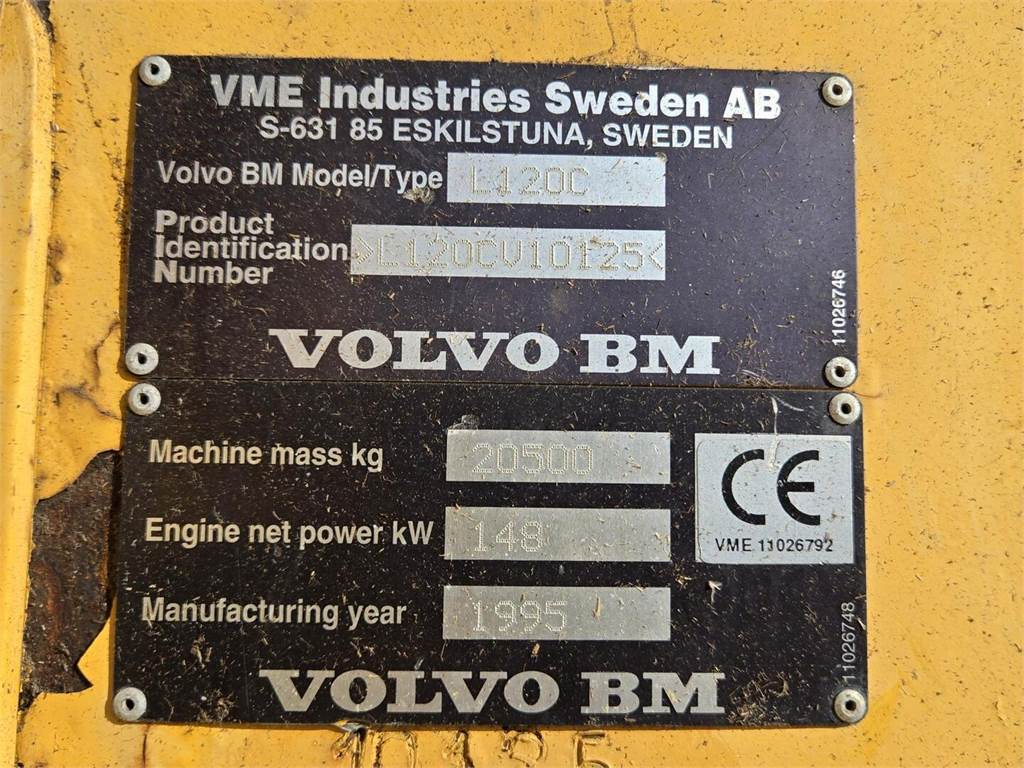 VME Industries Sweden AB
S-631 85 ESKILSTUNA, SWEDEN
Volvo BM Model/Type L120C
Product
Identification >L120CV10125<
Number
11026746
VOLVO BM
Machine mass kg 20500
CE
Engine net power kW 148
VME 11026792
Manufacturing year 1995
11026748
VOLVO BM
10125